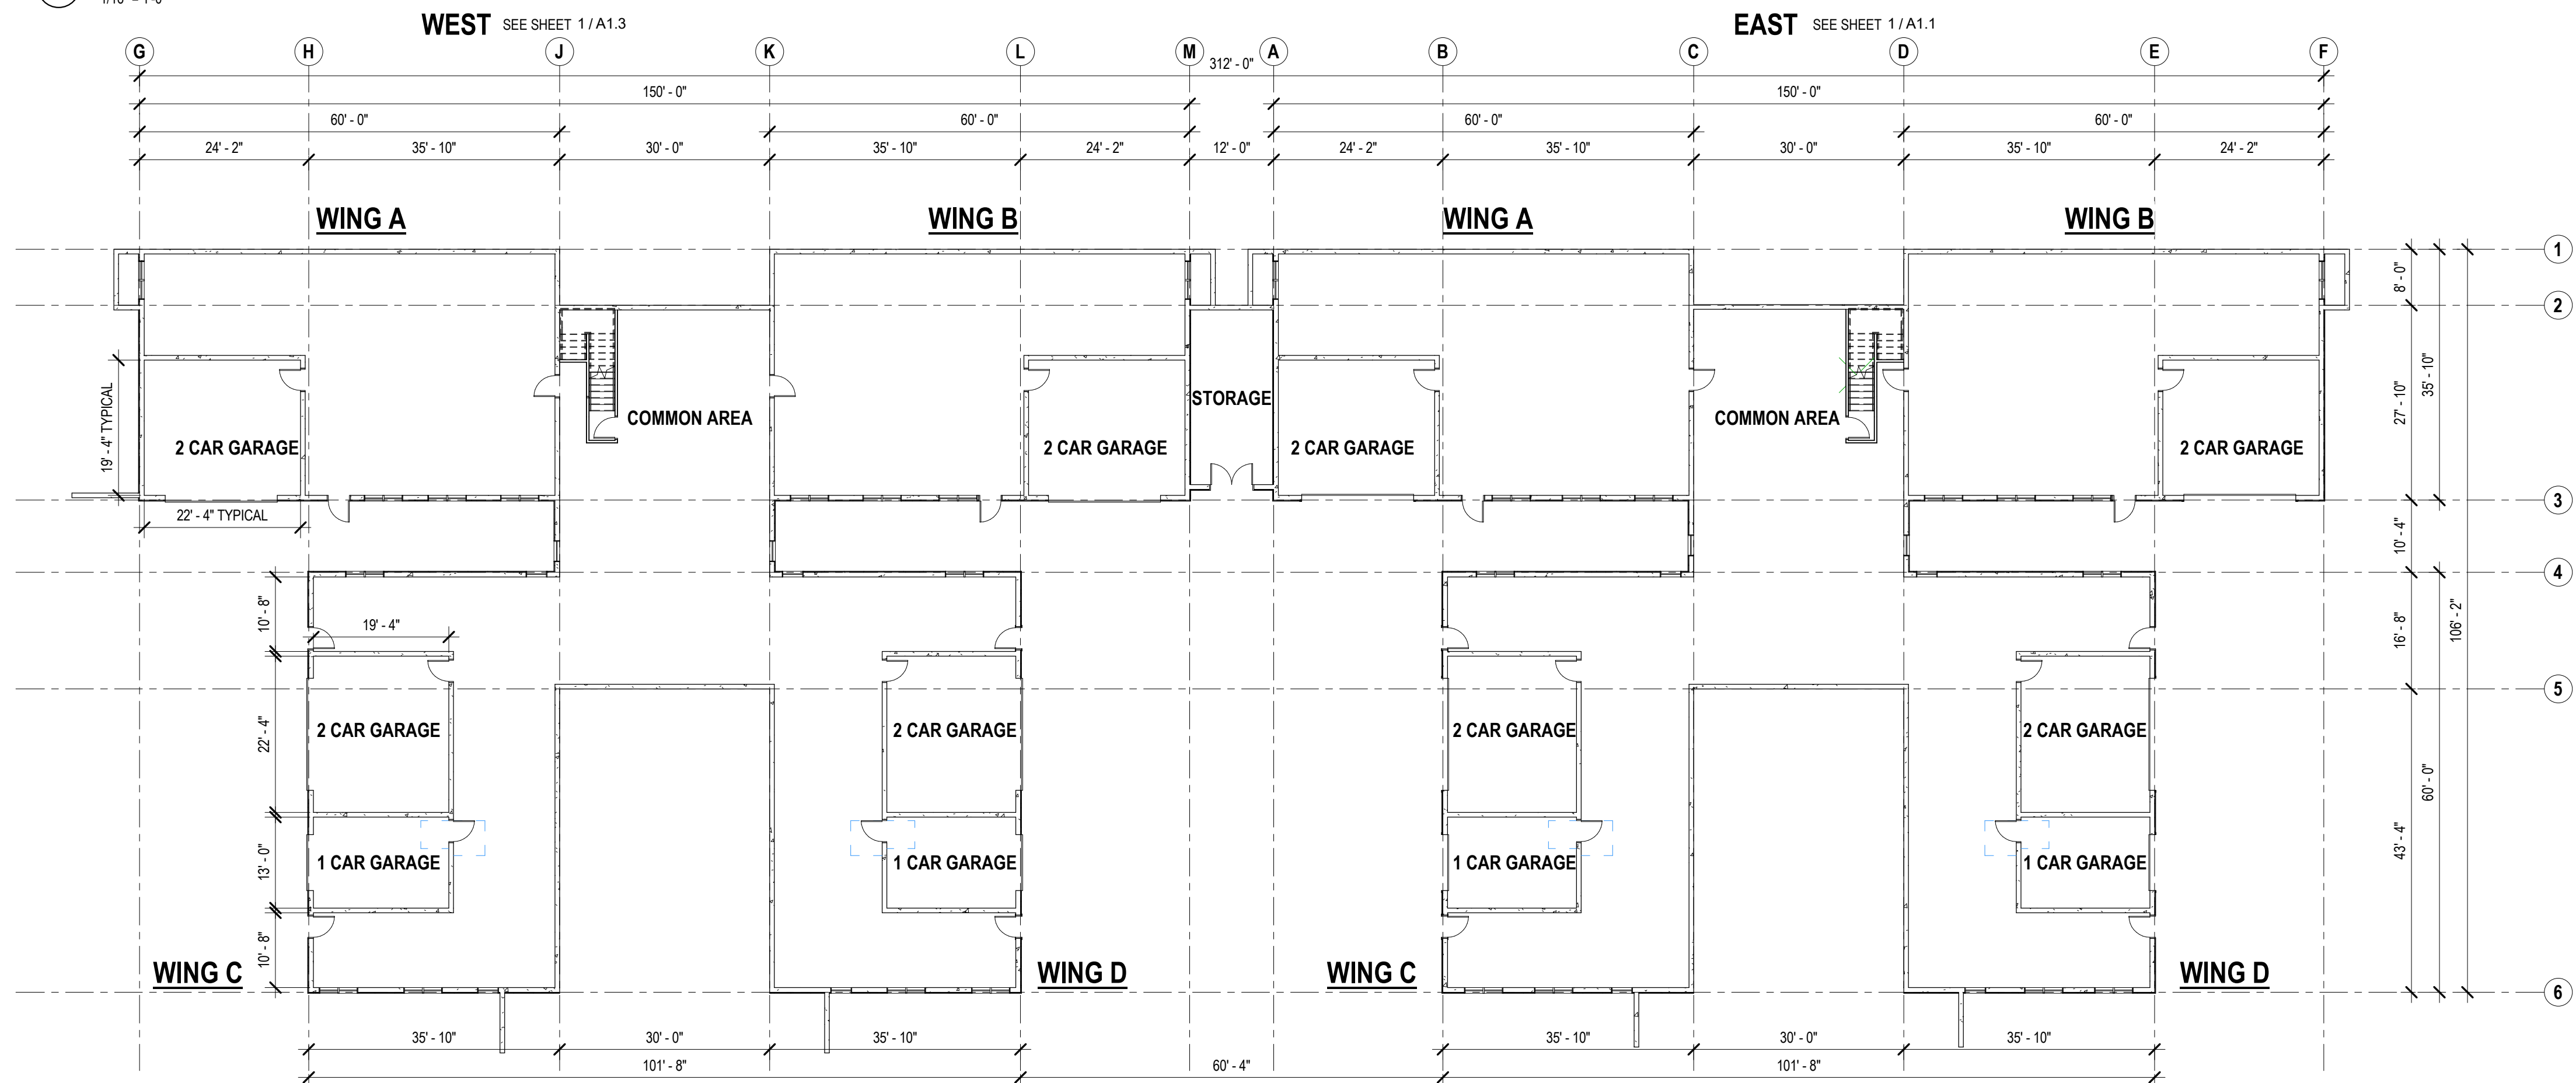 WEST SEE SHEET 1 / A1.3
EAST SEE SHEET 1 / A1.1
G H J K L M A B C D E F
312' - 0"
150' - 0" 150' - 0"
60' - 0" 60' - 0" 60' - 0" 60' - 0"
24' - 2" 35' - 10" 30' - 0" 35' - 10" 24' - 2" 12' - 0" 24' - 2" 35' - 10" 30' - 0" 35' - 10" 24' - 2"
WING A WING B WING A WING B
1
8' - 0"
2
35' - 10"
27' - 10"
19' - 4" TYPICAL
STORAGE
COMMON AREA COMMON AREA
2 CAR GARAGE 2 CAR GARAGE 2 CAR GARAGE 2 CAR GARAGE
3
22' - 4" TYPICAL
10' - 4"
4
10' - 8"
19' - 4"
16' - 8"
106' - 2"
5
22' - 4"
2 CAR GARAGE 2 CAR GARAGE 2 CAR GARAGE 2 CAR GARAGE
60' - 0"
43' - 4"
13' - 0"
1 CAR GARAGE 1 CAR GARAGE 1 CAR GARAGE 1 CAR GARAGE
10' - 8"
WING C WING D WING C WING D
6
35' - 10" 30' - 0" 35' - 10" 35' - 10" 30' - 0" 35' - 10"
101' - 8" 60' - 4" 101' - 8"